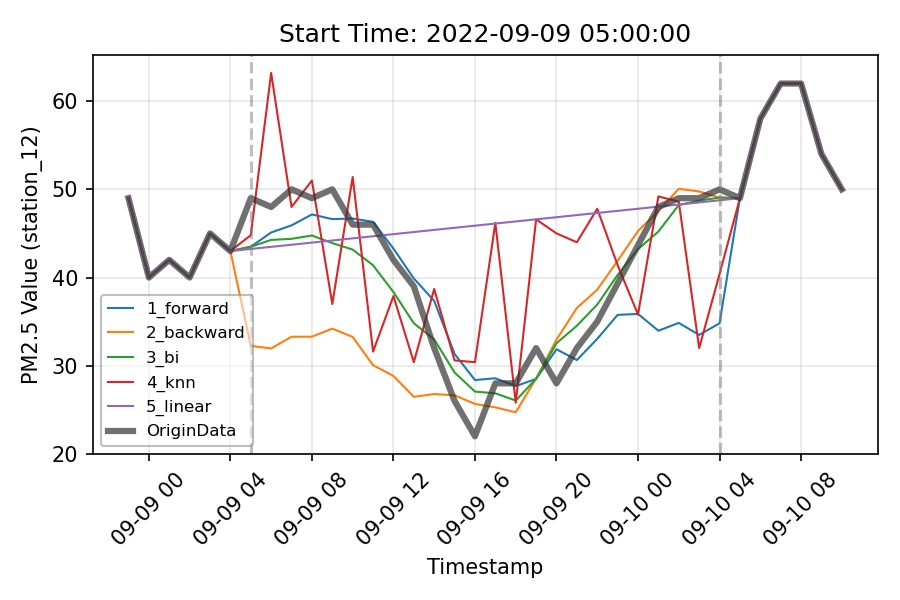 Start Time: 2022-09-09 05:00:00
PM2.5 Value (station_12)
60
50
40
30
20
1_forward
2_backward
3_bi
4_knn
5_linear
OriginData
09-09 00
09-09 04
09-09 08
09-09 12
09-09 16
09-09 20
09-10 00
09-10 04
09-10 08
Timestamp